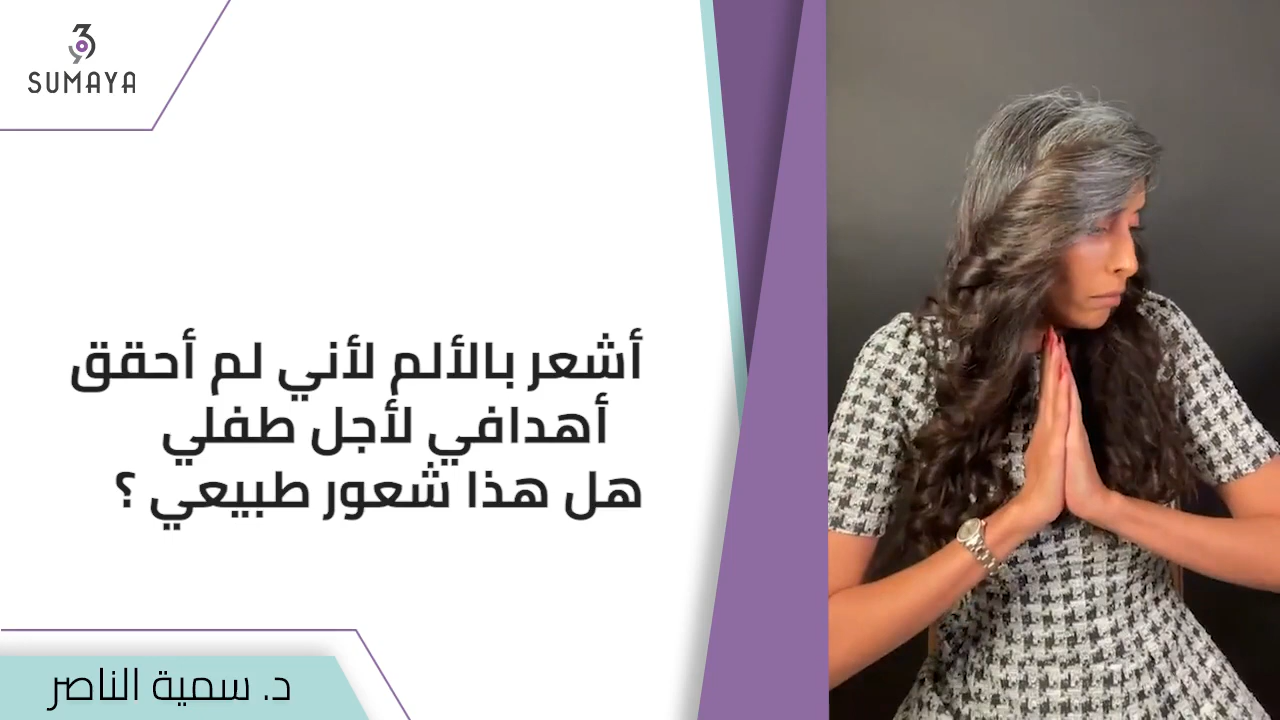 SUMAYA
أشعر بالألم لأني لم أحقق
أهدافي لأجل طفلي
هل هذا شعور طبيعي ؟
د. سمية الناصر